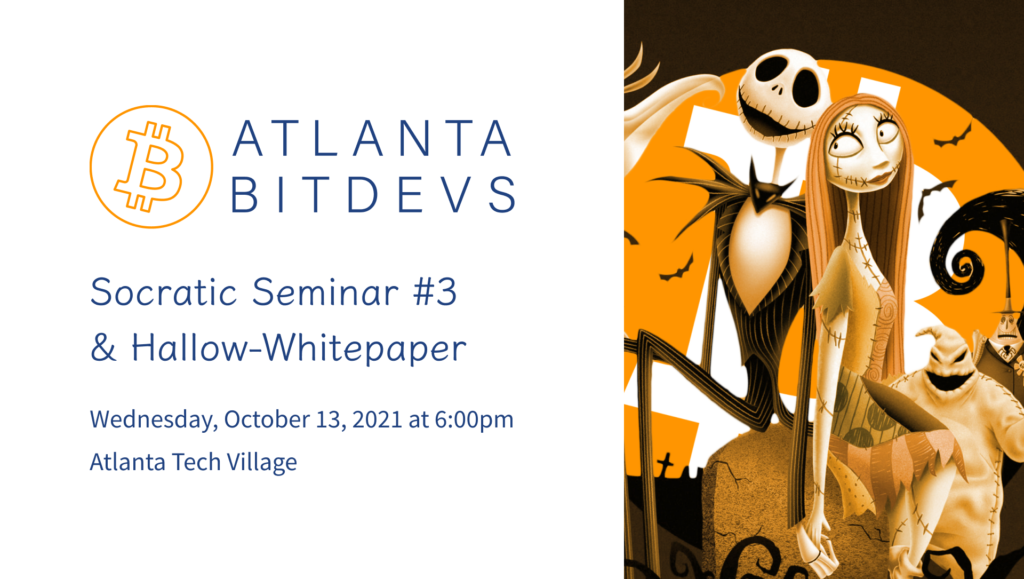 ATLANTA
BITDEVS
Socratic Seminar #3
& Hallow-Whitepaper
Wednesday, October 13, 2021 at 6:00pm
Atlanta Tech Village